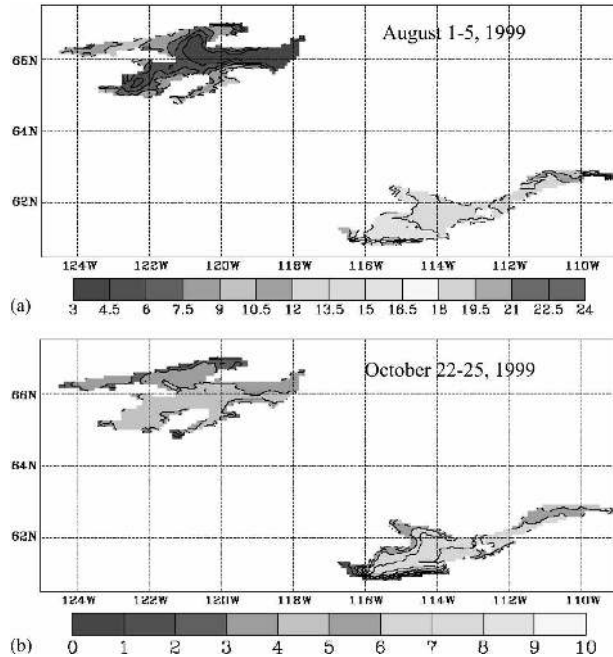 August 1-5, 1999
66N
64N
62N
124W 122W 120W 118W 116W 114W 112W 110W
(a)
3 4.5 6 7.5 9 10.5 12 13.5 15 16.5 18 19.5 21 22.5 24
October 22-25, 1999
66N
64N
62N
124W 122W 120W 118W 116W 114W 112W 110W
(b)
0 1 2 3 4 5 6 7 8 9 10